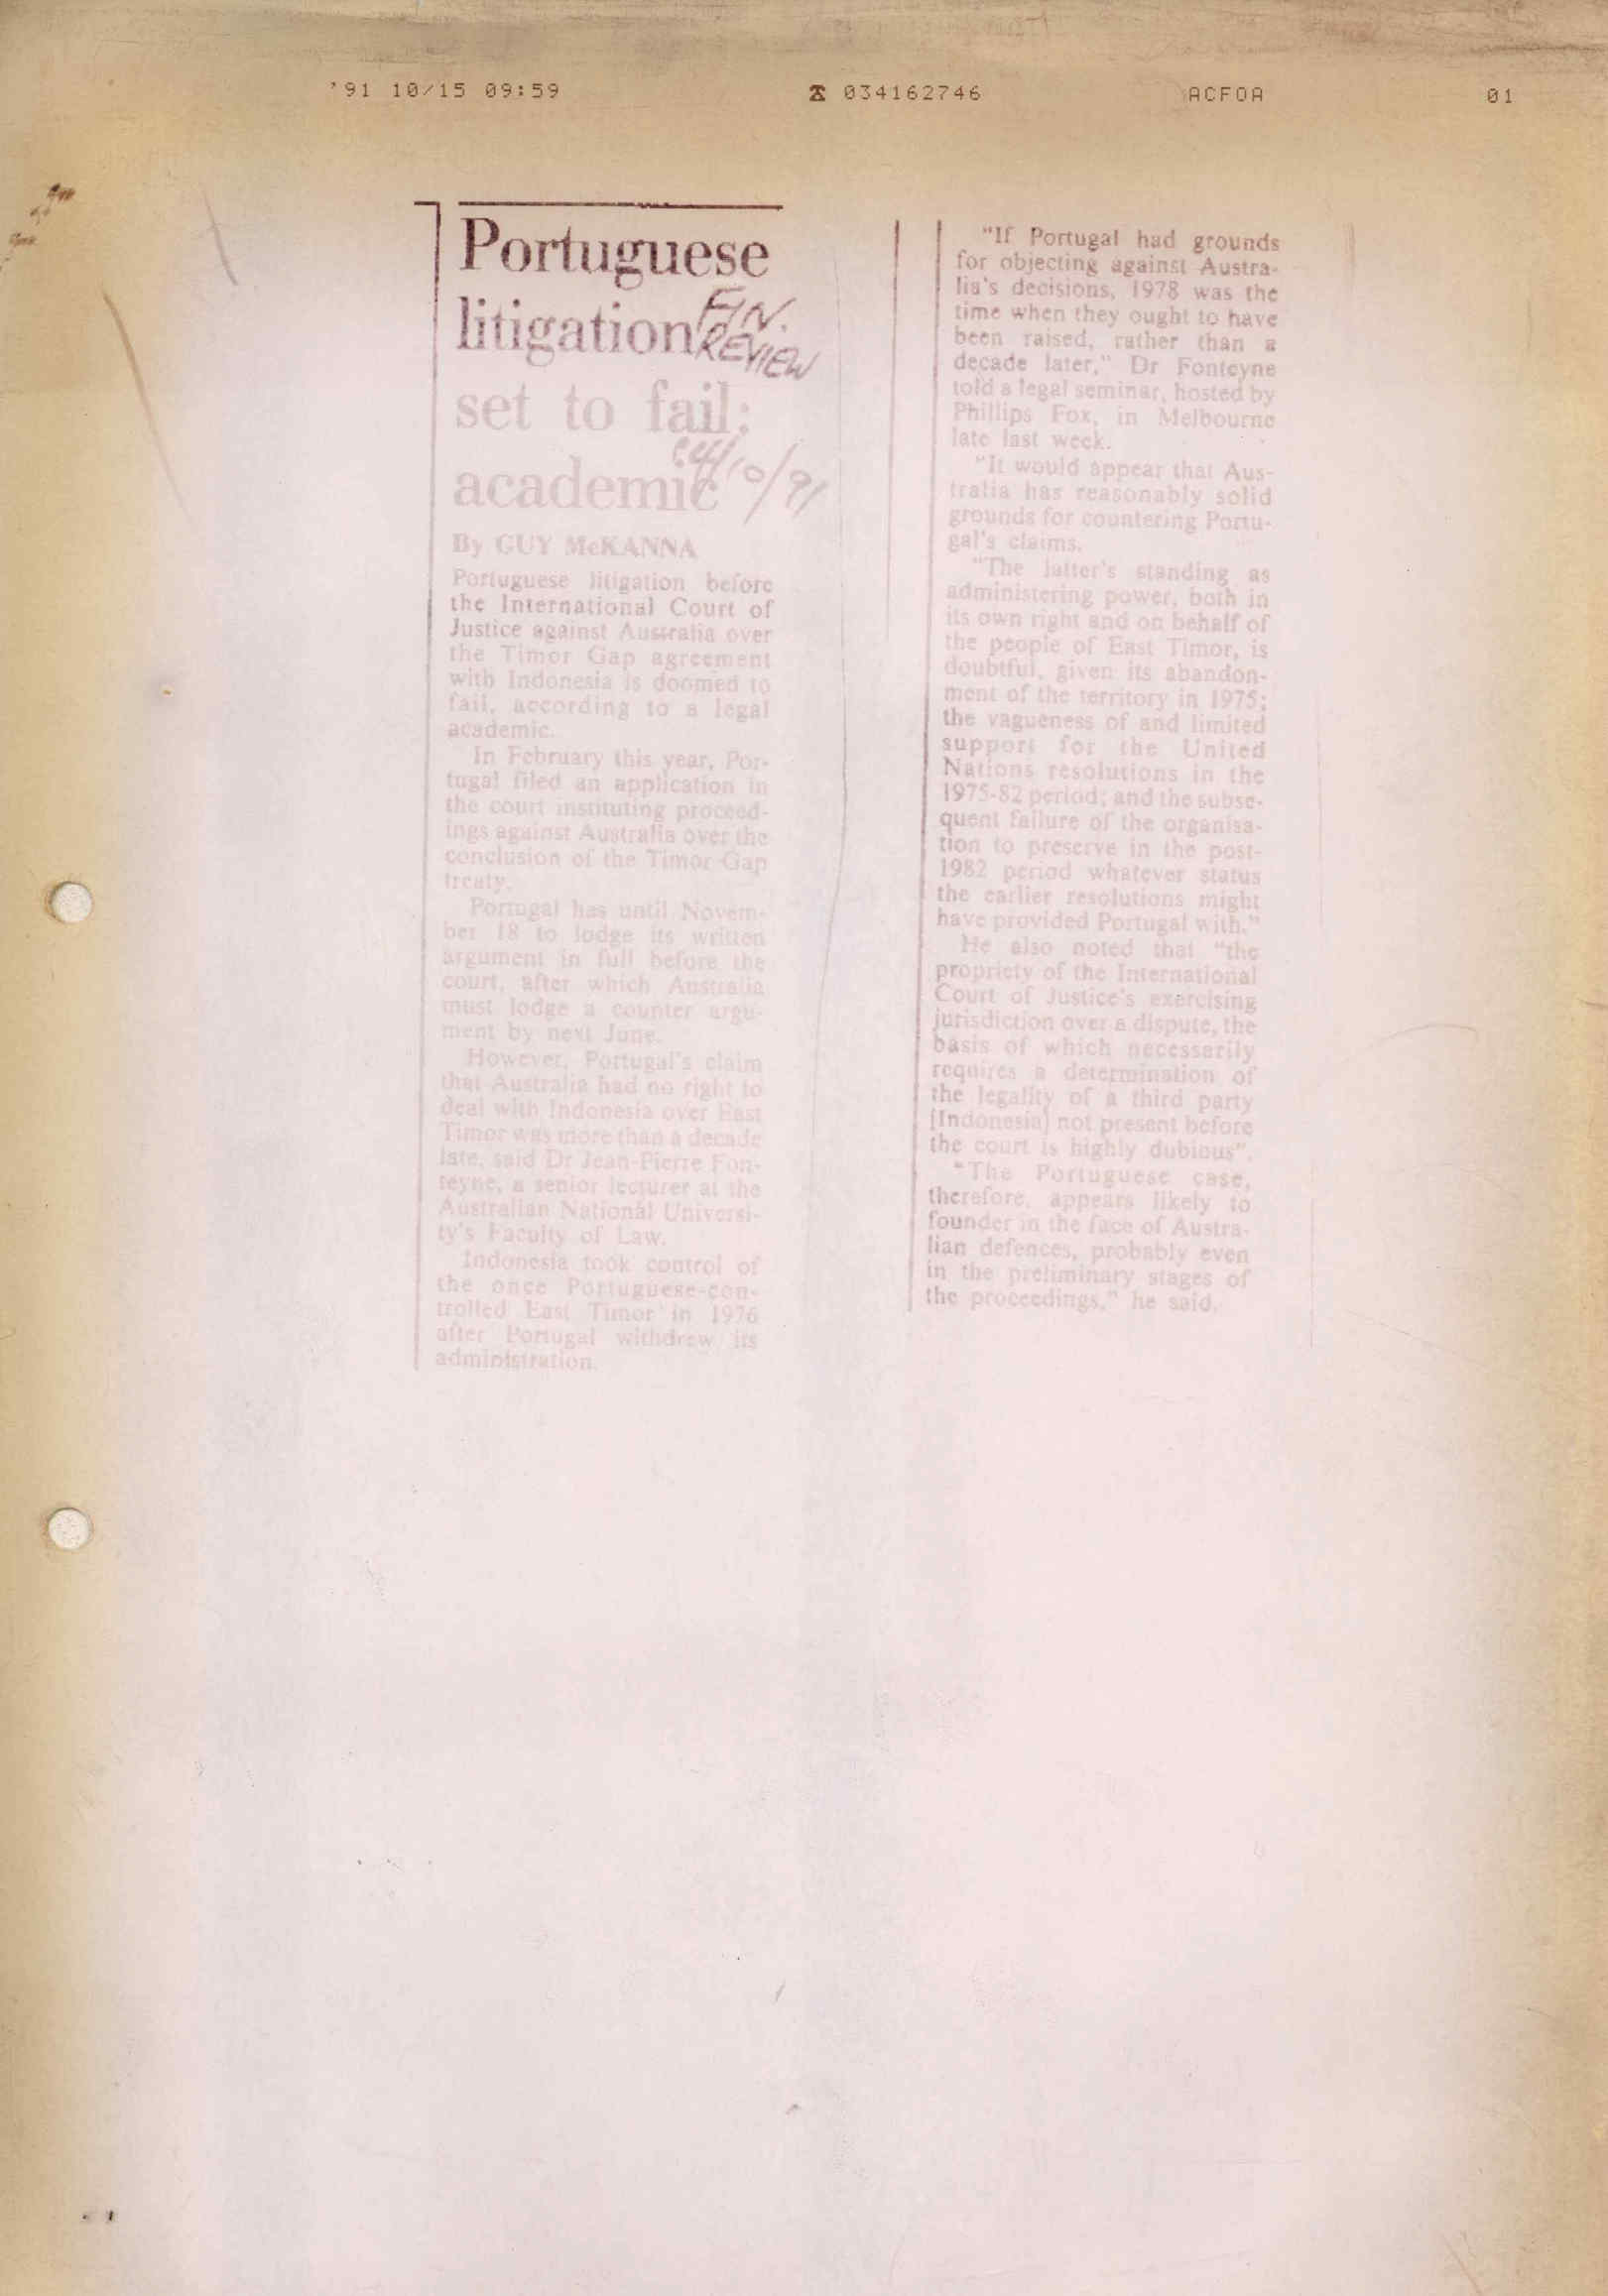 '91 10/15 09:59 ☎ 034162746 ACFOA 01
Portuguese
litigation
FIN.
REVIEW
set to fail:
academic
/10/91
By GUY McKANNA
Portuguese litigation before
the International Court of
Justice against Australia over
the Timor Gap agreement
with Indonesia is doomed to
fail, according to a legal
academic.
In February this year, Por-
tugal filed an application in
the court instituting proceed-
ings against Australia over the
conclusion of the Timor Gap
treaty.
Portugal has until Novem-
ber 18 to lodge its written
argument in full before the
court, after which Australia
must lodge a counter argu-
ment by next June.
However, Portugal's claim
that Australia had no right to
deal with Indonesia over East
Timor was more than a decade
late, said Dr Jean-Pierre Fon-
teyne, a senior lecturer at the
Australian National Universi-
ty's Faculty of Law.
Indonesia took control of
the once Portuguese-con-
trolled East Timor in 1976
after Portugal withdrew its
administration.
"If Portugal had grounds
for objecting against Austra-
lia's decisions, 1978 was the
time when they ought to have
been raised, rather than a
decade later," Dr Fonteyne
told a legal seminar, hosted by
Phillips Fox, in Melbourne
late last week.
"It would appear that Aus-
tralia has reasonably solid
grounds for countering Portu-
gal's claims.
"The latter's standing as
administering power, both in
its own right and on behalf of
the people of East Timor, is
doubtful, given its abandon-
ment of the territory in 1975;
the vagueness of and limited
support for the United
Nations resolutions in the
1975-82 period; and the subse-
quent failure of the organisa-
tion to preserve in the post-
1982 period whatever status
the earlier resolutions might
have provided Portugal with."
He also noted that "the
propriety of the International
Court of Justice's exercising
jurisdiction over a dispute, the
basis of which necessarily
requires a determination of
the legality of a third party
[Indonesia] not present before
the court is highly dubious".
"The Portuguese case,
therefore, appears likely to
founder in the face of Austra-
lian defences, probably even
in the preliminary stages of
the proceedings," he said.